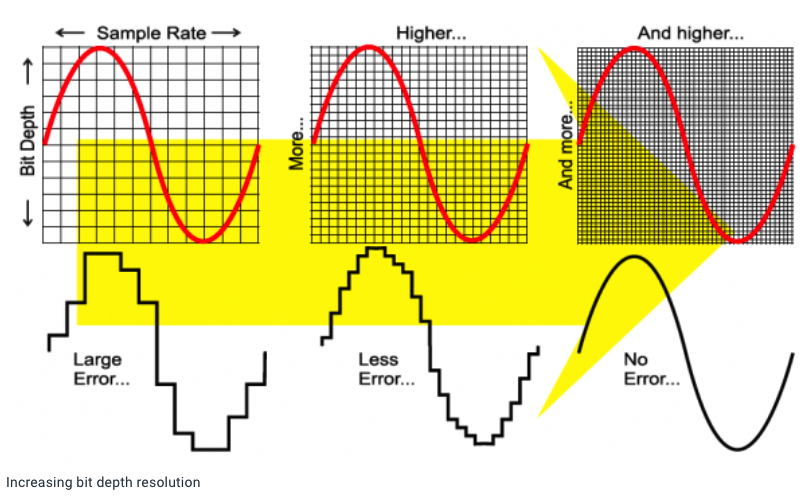 Sample Rate
Higher...
And higher...
Bit Depth
More...
And more...
Large
Error...
Less
Error...
No
Error...
Increasing bit depth resolution